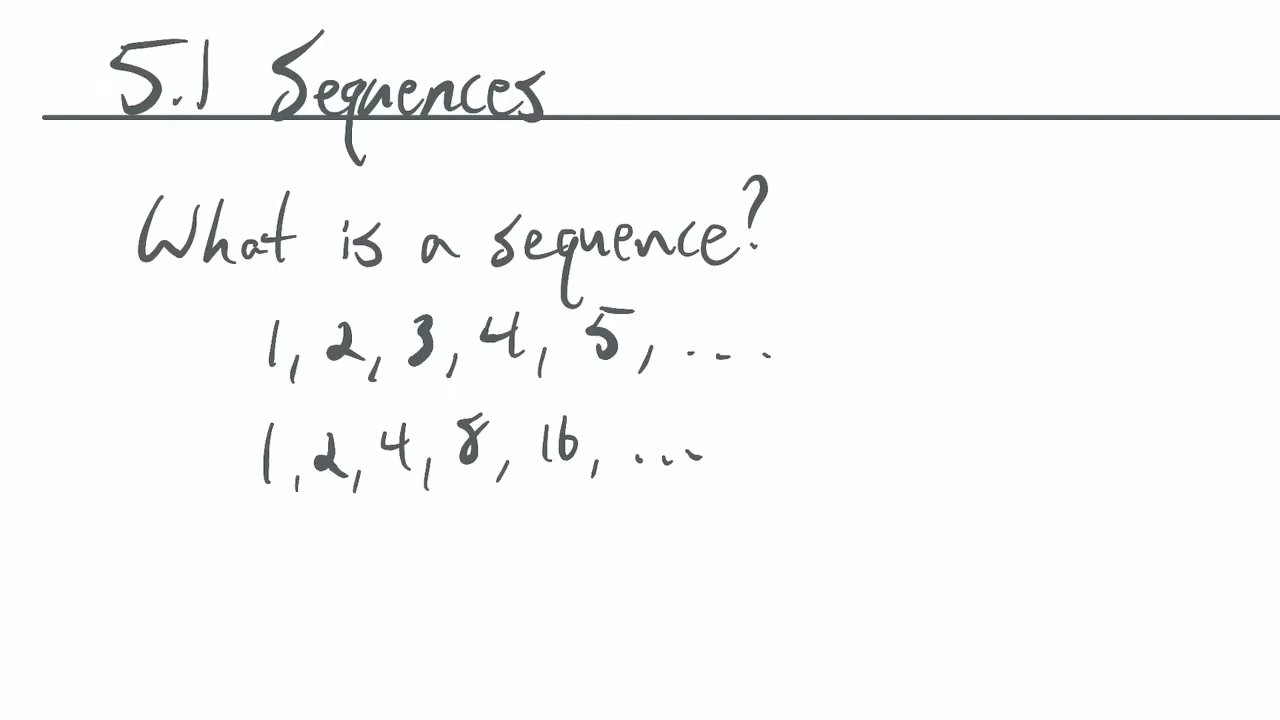 5.1 Sequences
What is a sequence?
1, 2, 3, 4, 5, ...
1, 2, 4, 8, 16, ...